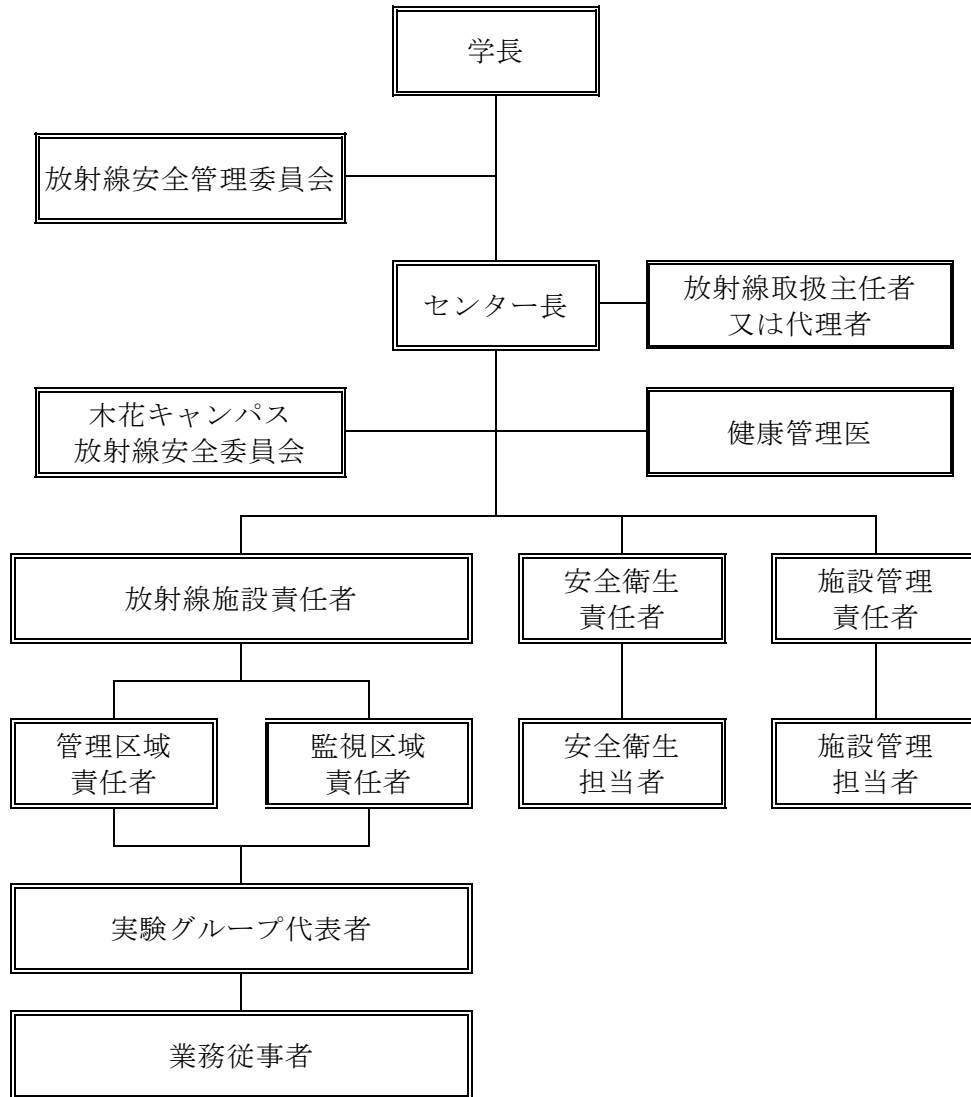 学長
放射線安全管理委員会
センター長
放射線取扱主任者
又は代理者
木花キャンパス
放射線安全委員会
健康管理医
放射線施設責任者
安全衛生
責任者
施設管理
責任者
管理区域
責任者
監視区域
責任者
安全衛生
担当者
施設管理
担当者
実験グループ代表者
業務従事者